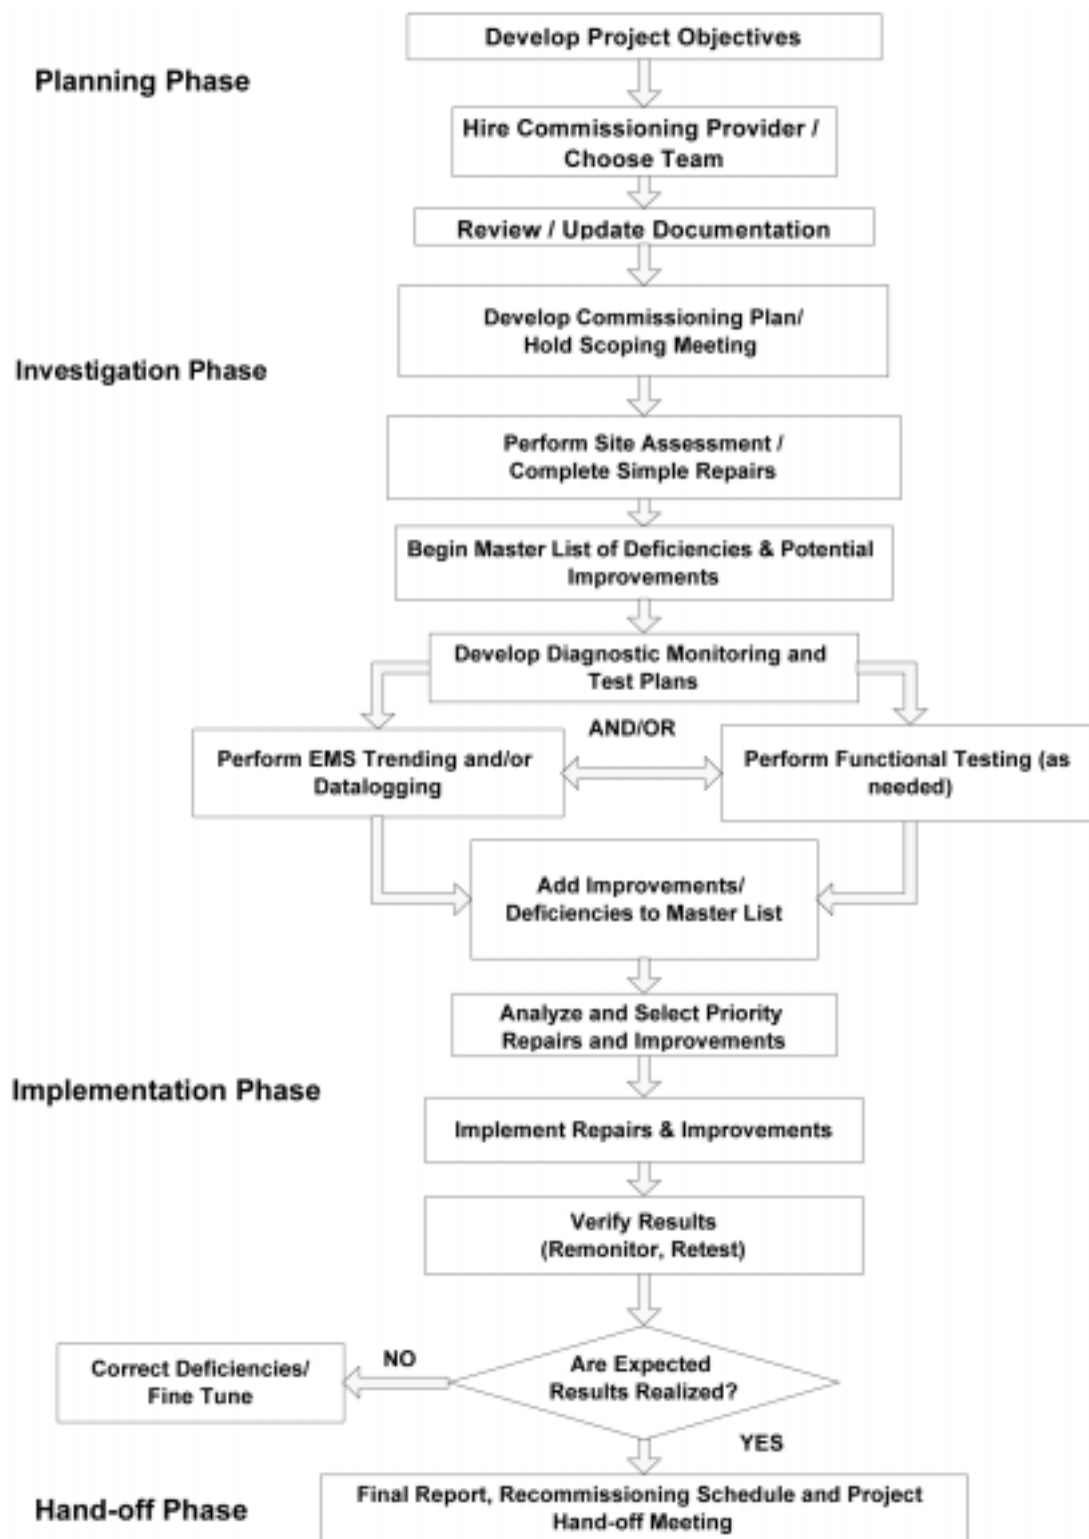 Develop Project Objectives
Planning Phase
Hire Commissioning Provider /
Choose Team
Review / Update Documentation
Develop Commissioning Plan/
Hold Scoping Meeting
Investigation Phase
Perform Site Assessment /
Complete Simple Repairs
Begin Master List of Deficiencies & Potential
Improvements
Develop Diagnostic Monitoring and
Test Plans
AND/OR
Perform EMS Trending and/or
Datalogging
Perform Functional Testing (as
needed)
Add Improvements/
Deficiencies to Master List
Analyze and Select Priority
Repairs and Improvements
Implementation Phase
Implement Repairs & Improvements
Verify Results
(Remonitor, Retest)
Are Expected
Results Realized?
NO
Correct Deficiencies/
Fine Tune
YES
Final Report, Recommissioning Schedule and Project
Hand-off Meeting
Hand-off Phase